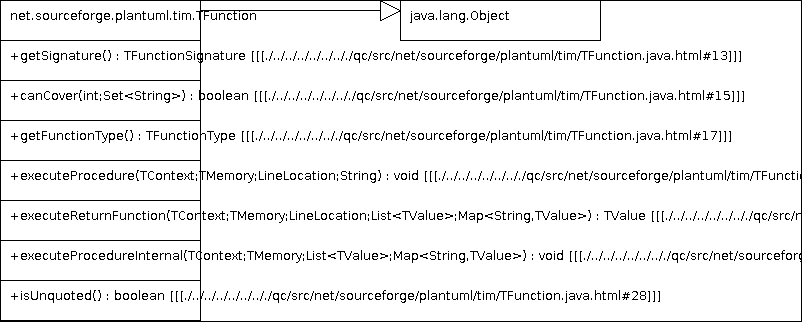 net.sourceforge.plantuml.tim.TFunction
java.lang.Object
+getSignature() : TFunctionSignature [[[./../../../../../../../qc/src/net/sourceforge/plantuml/tim/TFunction.java.html#13]]]
+canCover(int;Set<String>) : boolean [[[./../../../../../../../qc/src/net/sourceforge/plantuml/tim/TFunction.java.html#15]]]
+getFunctionType() : TFunctionType [[[./../../../../../../../qc/src/net/sourceforge/plantuml/tim/TFunction.java.html#17]]]
+executeProcedure(TContext;TMemory;LineLocation;String) : void [[[./../../../../../../../qc/src/net/sourceforge/plantuml/tim/TFunctio
+executeReturnFunction(TContext;TMemory;LineLocation;List<TValue>;Map<String,TValue>) : TValue [[[./../../../../../../../qc/src/n
+executeProcedureInternal(TContext;TMemory;List<TValue>;Map<String,TValue>) : void [[[./../../../../../../../qc/src/net/sourceforg
+isUnquoted() : boolean [[[./../../../../../../../qc/src/net/sourceforge/plantuml/tim/TFunction.java.html#28]]]